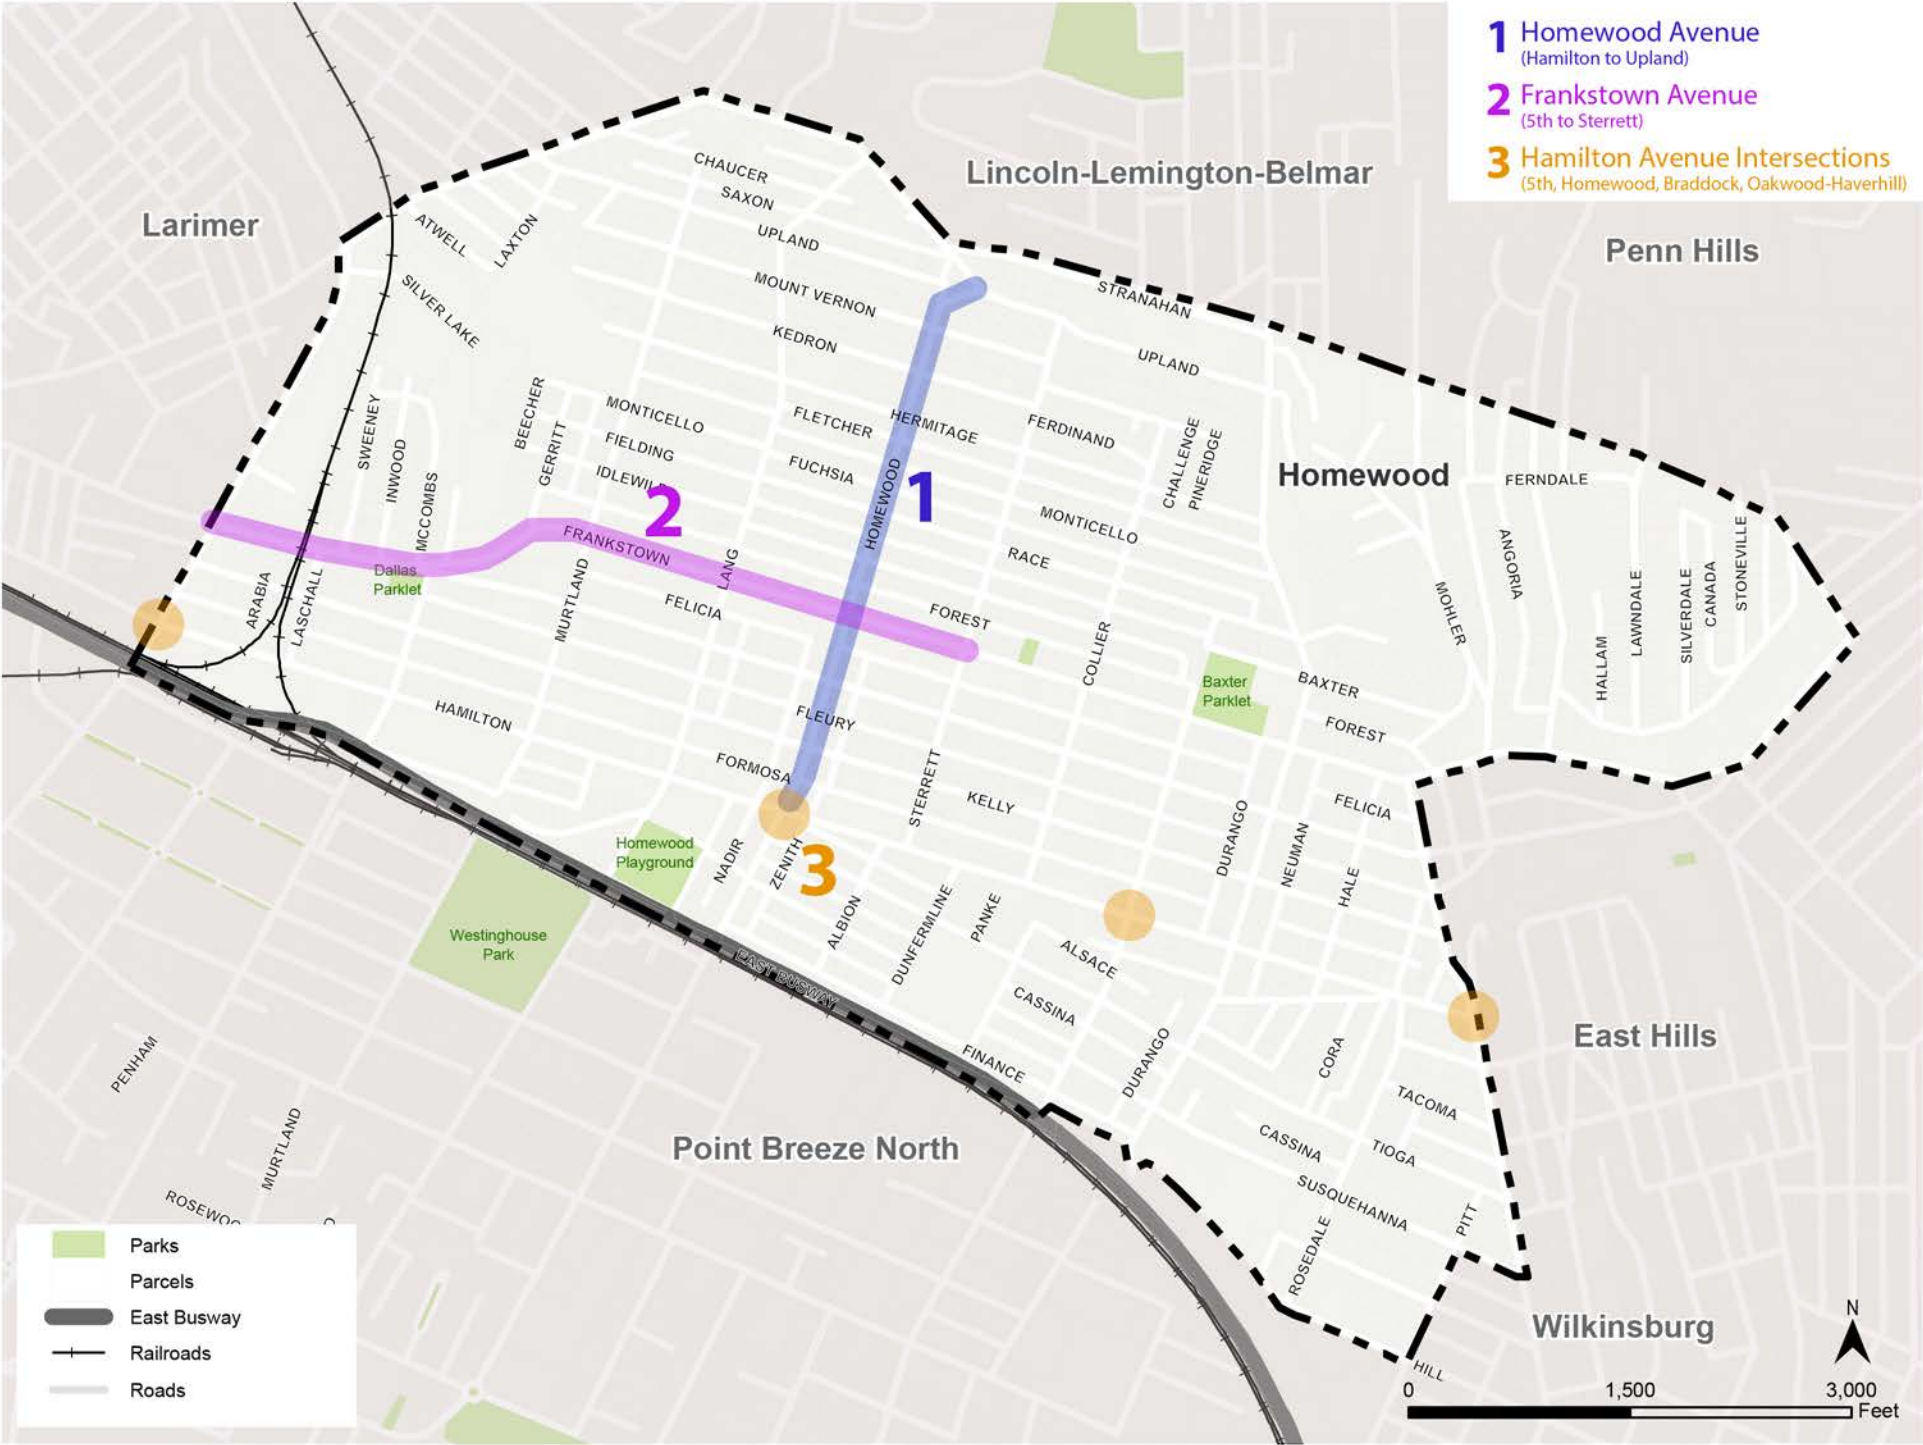 1 Homewood Avenue
(Hamilton to Upland)
2 Frankstown Avenue
(5th to Sterrett)
3 Hamilton Avenue Intersections
(5th, Homewood, Braddock, Oakwood-Haverhill)
Lincoln-Lemington-Belmar
Larimer
Penn Hills
CHAUCER
SAXON
UPLAND
ATWELL
LAXTON
MOUNT VERNON
SILVER LAKE
STRANAHAN
KEDRON
UPLAND
SWEENEY
BEECHER
MONTICELLO
FLETCHER
HERMITAGE
FERDINAND
INWOOD
GERRITT
FIELDING
FUCHSIA
CHALLENGE
PINERIDGE
Homewood
FERNDALE
MCCOMBS
2
1
HOMEWOOD
MONTICELLO
FRANKSTOWN
LANG
RACE
ANGORIA
STONEVILLE
Dallas
Parklet
ARABIA
LASCHALL
MURTLAND
FELICIA
FOREST
COLLIER
MOHLER
HALLAM
LAWNDALE
SILVERDALE
CANADA
Baxter
Parklet
BAXTER
HAMILTON
FLEURY
FOREST
FORMOSA
STERRETT
KELLY
FELICIA
Homewood
Playground
NADIR
ZENITH
3
DURANGO
NEUMAN
HALE
Westinghouse
Park
ALBION
DUNFERMLINE
PANKE
ALSACE
EAST BUSWAY
CASSINA
East Hills
PENHAM
FINANCE
DURANGO
CORA
TACOMA
Point Breeze North
CASSINA
TIOGA
MURTLAND
SUSQUEHANNA
PITT
ROSEDALE
Parks
Parcels
East Busway
Railroads
Roads
Wilkinsburg
HILL
N
0 1,500 3,000
Feet